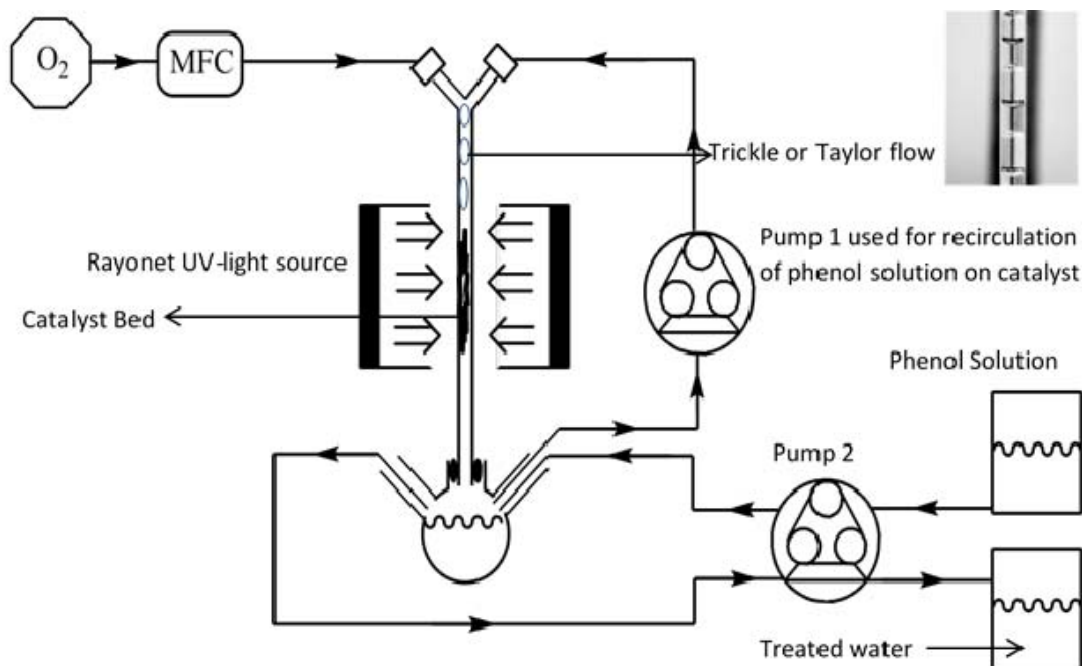 O2
MFC
Trickle or Taylor flow
Rayonet UV-light source
Pump 1 used for recirculation
of phenol solution on catalyst
Catalyst Bed
Phenol Solution
Pump 2
Treated water